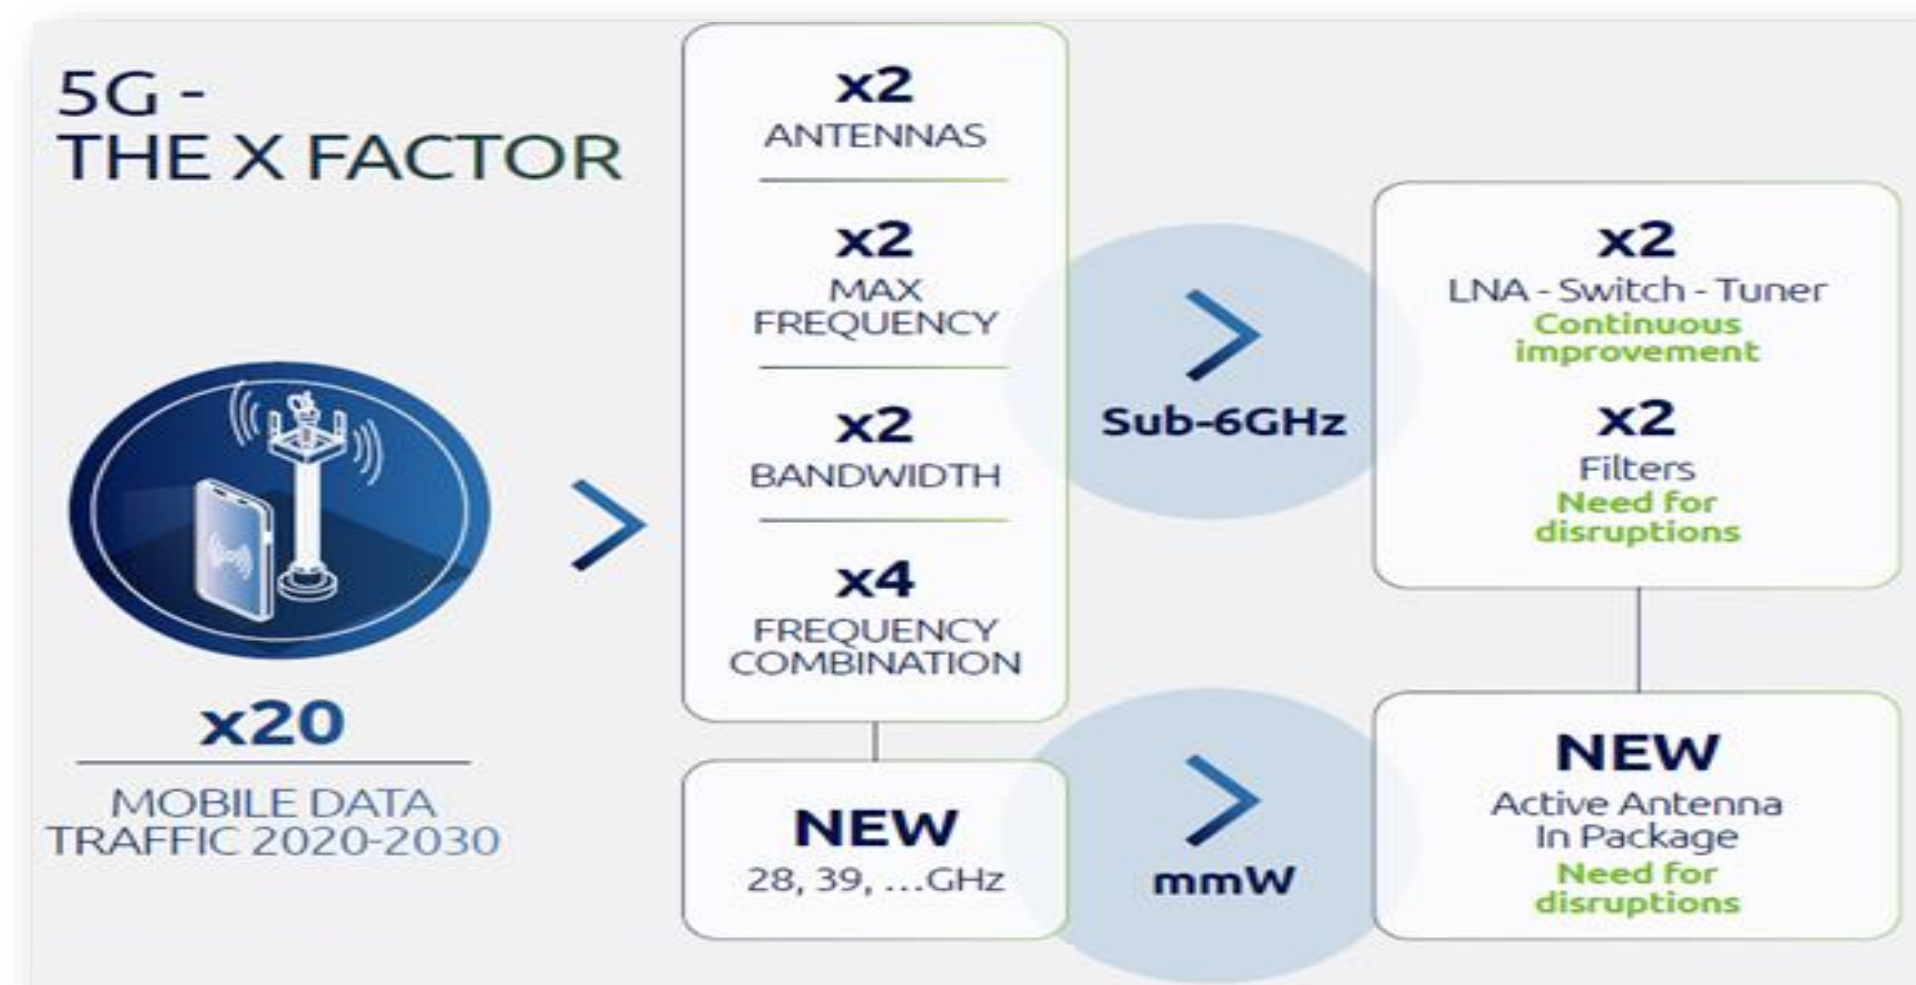 5G -
THE X FACTOR
x20
MOBILE DATA
TRAFFIC 2020-2030
x2
ANTENNAS
x2
MAX
FREQUENCY
x2
BANDWIDTH
x4
FREQUENCY
COMBINATION
NEW
28, 39, ...GHz
Sub-6GHz
mmW
x2
LNA - Switch - Tuner
Continuous
improvement
x2
Filters
Need for
disruptions
NEW
Active Antenna
In Package
Need for
disruptions